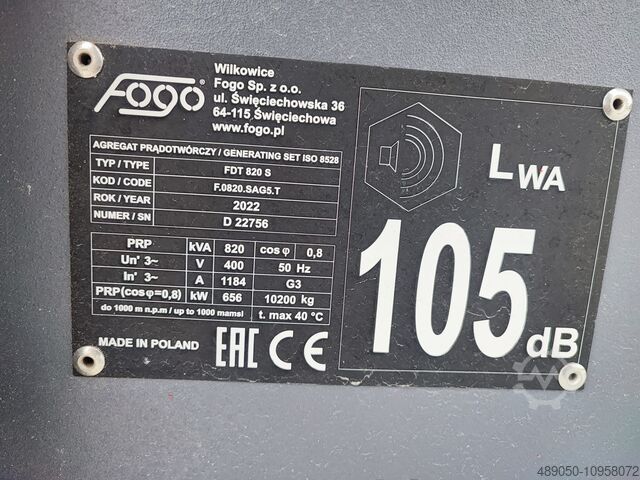 Fogo®
Wilkowice
Fogo Sp. z o.o.
ul. Święciechowska 36
64-115 Święciechowa
www.fogo.pl
AGREGAT PRĄDOTWÓRCZY / GENERATING SET ISO 8528
TYP / TYPE FDT 820 S
KOD / CODE F.0820.SAG5.T
ROK / YEAR 2022
NUMER / SN D 22756
PRP kVA 820 cos φ 0,8
Un' 3~ V 400 50 Hz
In' 3~ A 1184 G3
PRP(cosφ=0,8) kW 656 10200 kg
do 1000 m n.p.m / up to 1000 mamsl t. max 40 °C
MADE IN POLAND EAC CE
LWA
105 dB
489050-10958072